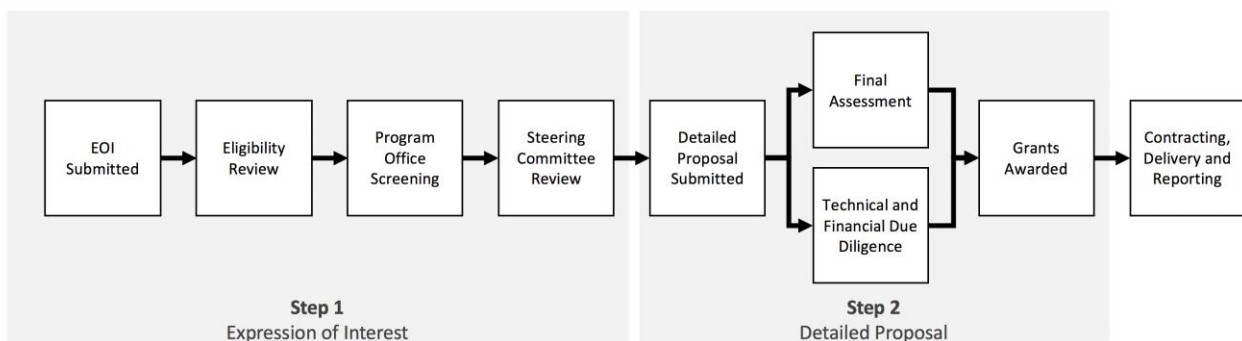 EOI
Submitted
Eligibility
Review
Program
Office
Screening
Steering
Committee
Review
Detailed
Proposal
Submitted
Final
Assessment
Technical and
Financial Due
Diligence
Grants
Awarded
Contracting,
Delivery and
Reporting
Step 1
Expression of Interest
Step 2
Detailed Proposal